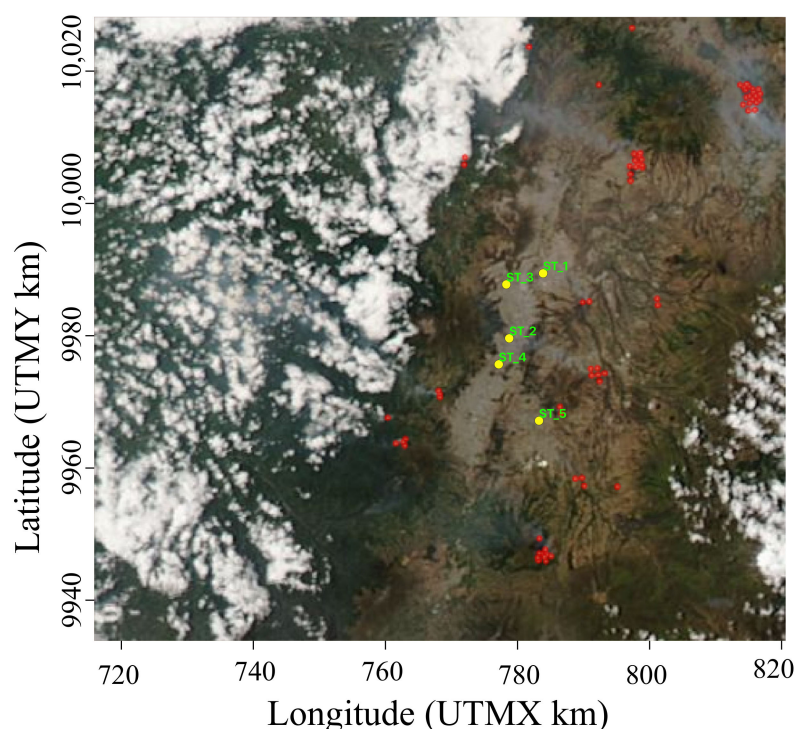 10,020
10,000
9980
9960
9940
Latitude (UTMY km)
ST_1
ST_3
ST_2
ST_4
ST_5
720
740
760
780
800
820
Longitude (UTMX km)